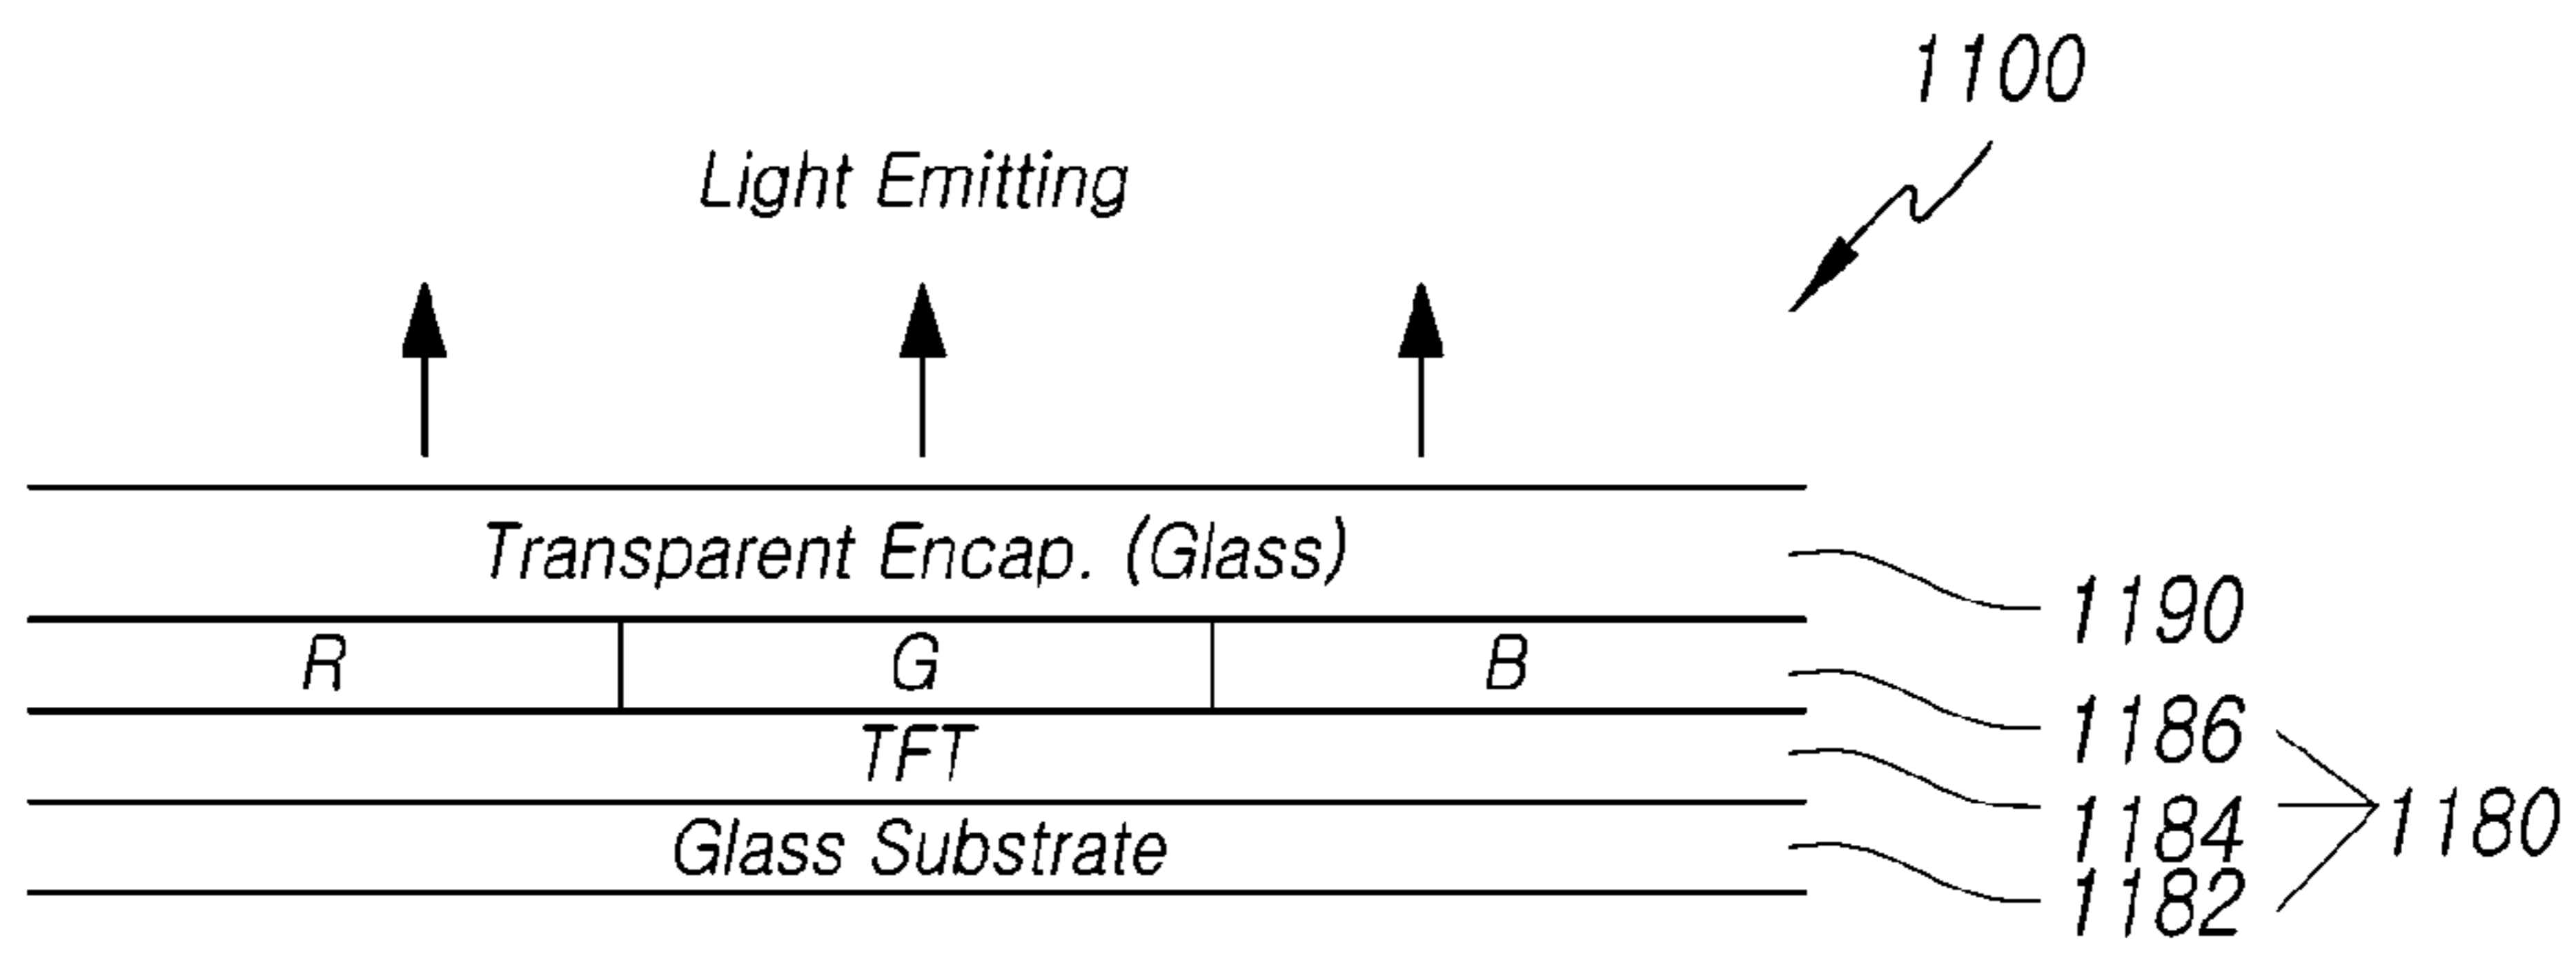 1100
Light Emitting
Transparent Encap. (Glass)
1190
R G B
1186
TFT
1184
1180
Glass Substrate
1182